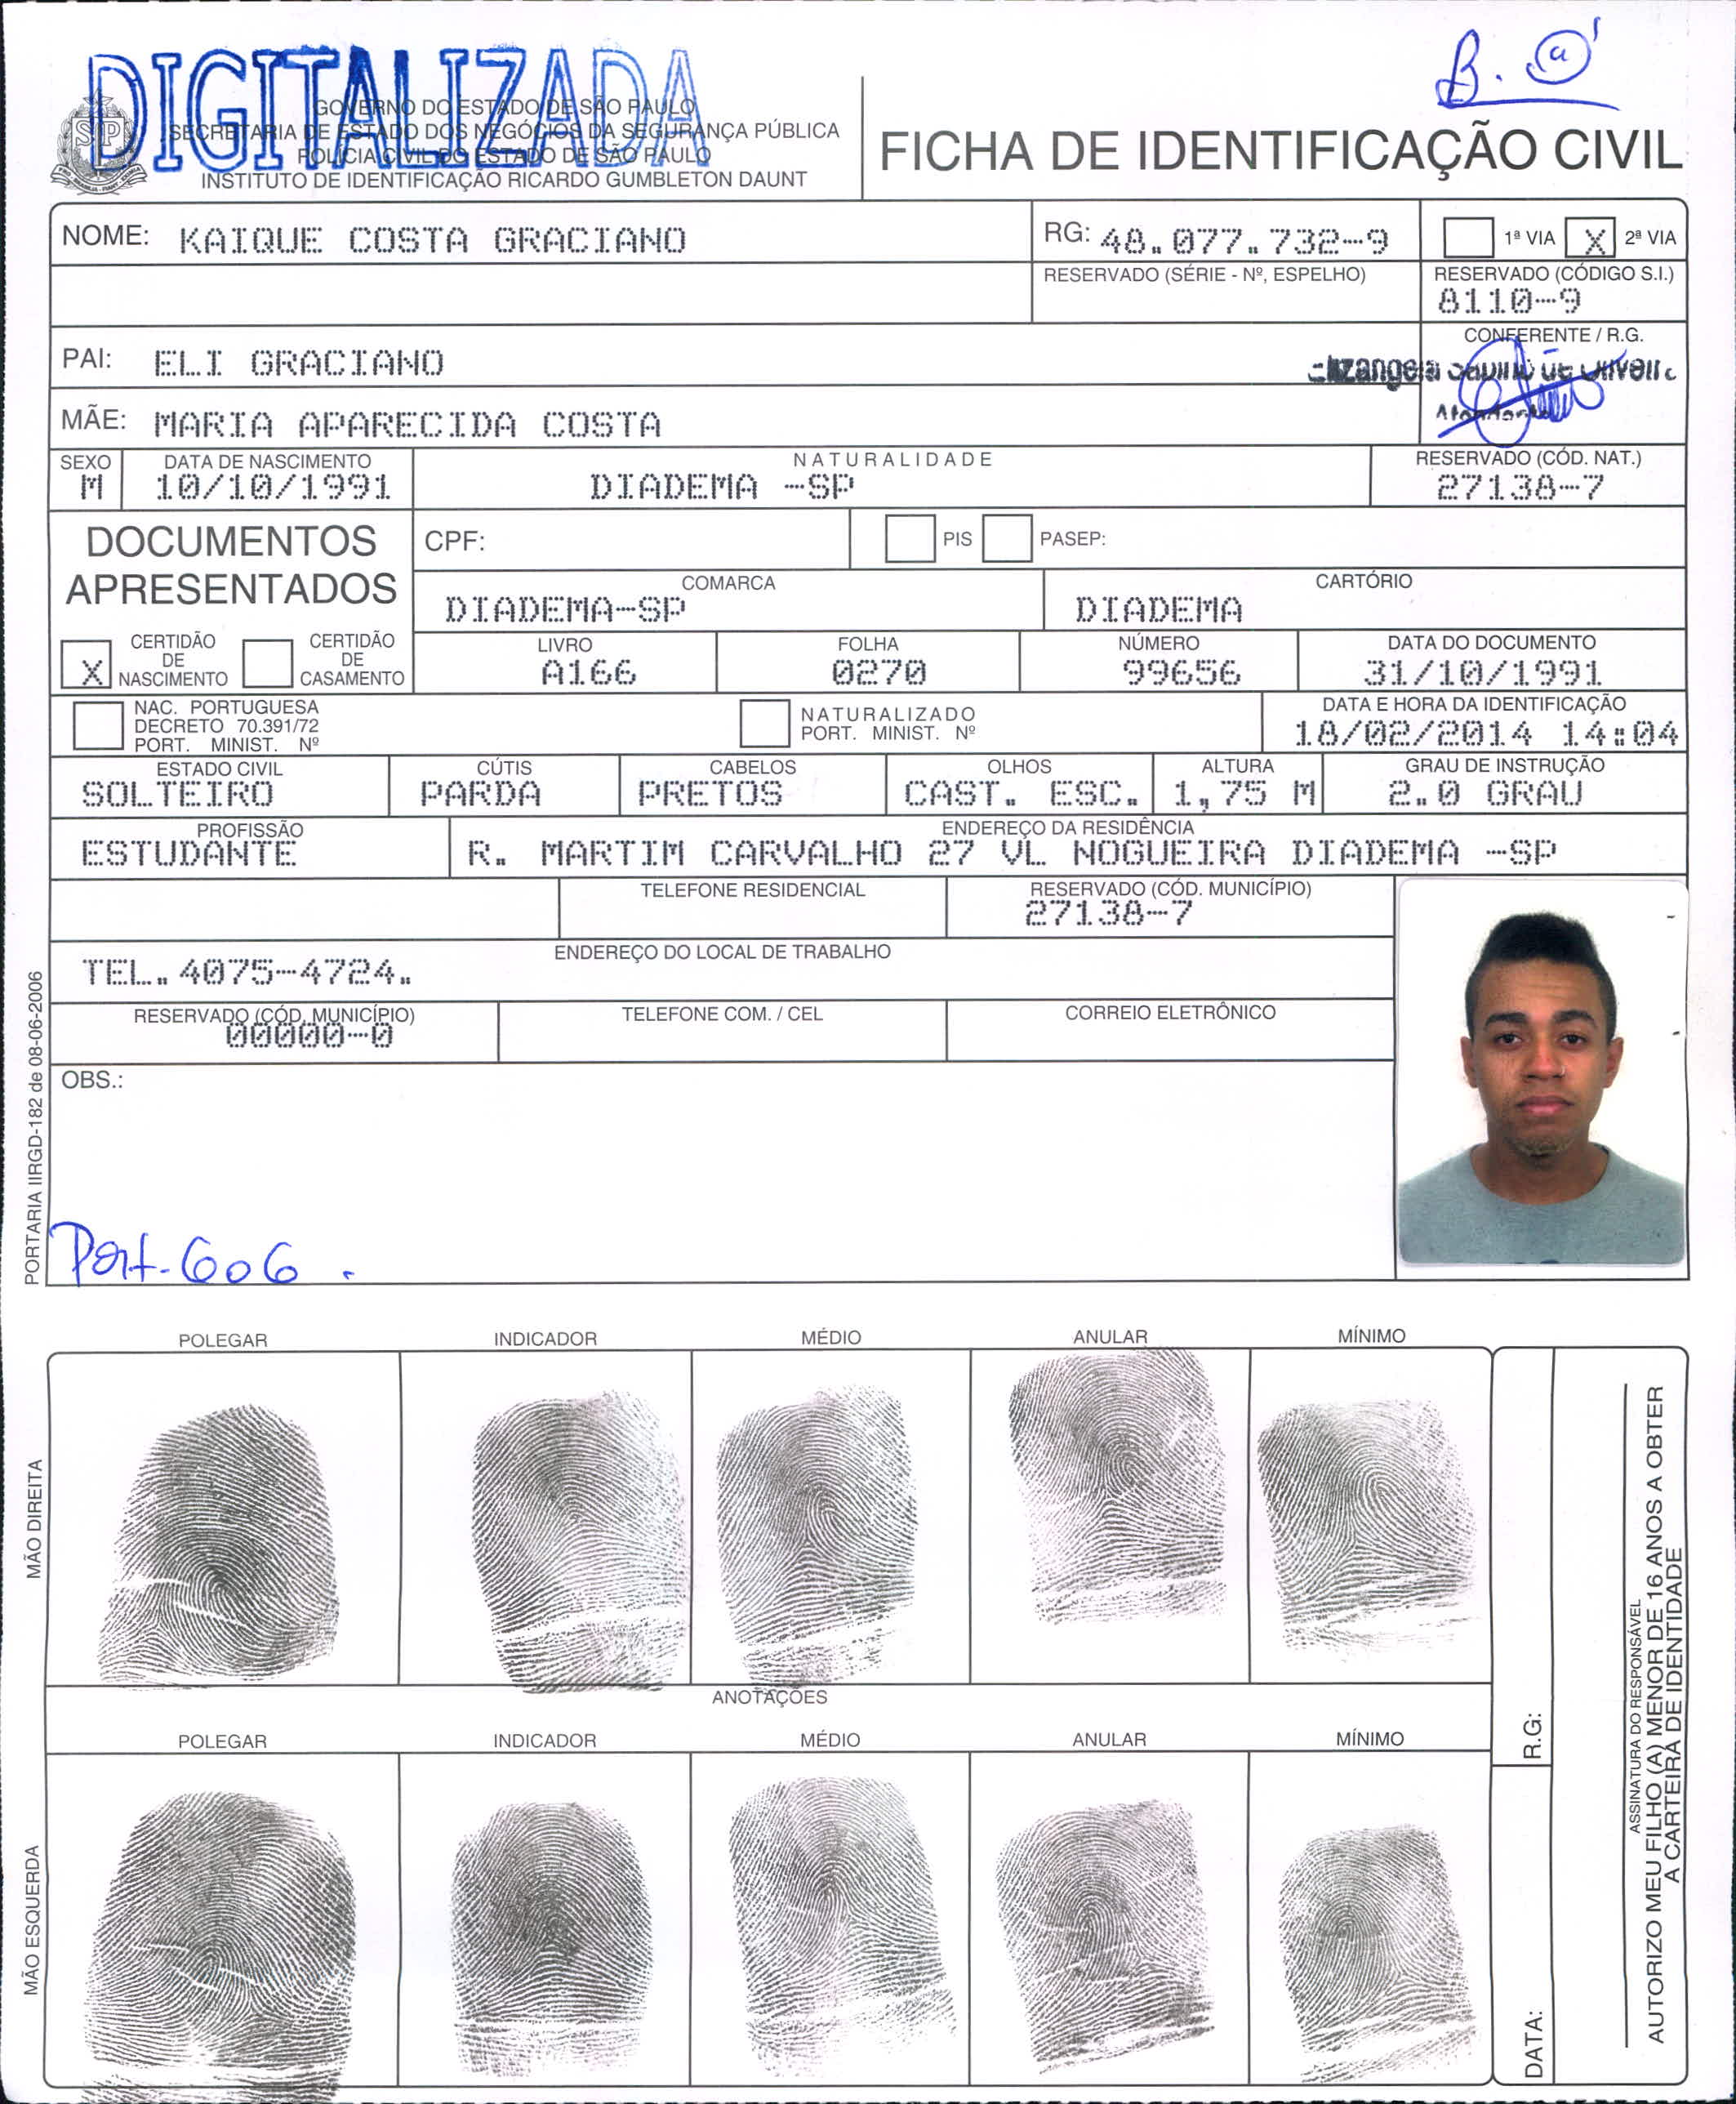 DIGITALIZADA
B. a
GOVERNO DO ESTADO DE SÃO PAULO
SECRETARIA DE ESTADO DOS NEGÓCIOS DA SEGURANÇA PÚBLICA
POLÍCIA CIVIL DO ESTADO DE SÃO PAULO
INSTITUTO DE IDENTIFICAÇÃO RICARDO GUMBLETON DAUNT
FICHA DE IDENTIFICAÇÃO CIVIL
NOME: KAIQUE COSTA GRACIANO
RG: 48.077.732-9
1ª VIA X 2ª VIA
RESERVADO (SÉRIE - Nº, ESPELHO)
RESERVADO (CÓDIGO S.I.)
8110-9
PAI: ELI GRACIANO
CONFERENTE / R.G.
MÃE: MARIA APARECIDA COSTA
SEXO
M
DATA DE NASCIMENTO
10/10/1991
NATURALIDADE
DIADEMA -SP
RESERVADO (CÓD. NAT.)
27138-7
DOCUMENTOS
APRESENTADOS
CPF:
PIS
PASEP:
COMARCA
DIADEMA-SP
CARTÓRIO
DIADEMA
X CERTIDÃO
DE
NASCIMENTO
CERTIDÃO
DE
CASAMENTO
LIVRO
A166
FOLHA
0270
NÚMERO
99656
DATA DO DOCUMENTO
31/10/1991
NAC. PORTUGUESA
DECRETO 70.391/72
PORT. MINIST. Nº
NATURALIZADO
PORT. MINIST. Nº
DATA E HORA DA IDENTIFICAÇÃO
18/02/2014 14:04
ESTADO CIVIL
SOLTEIRO
CÚTIS
PARDA
CABELOS
PRETOS
OLHOS
CAST. ESC.
ALTURA
1,75 M
GRAU DE INSTRUÇÃO
2.0 GRAU
PROFISSÃO
ESTUDANTE
ENDEREÇO DA RESIDÊNCIA
R. MARTIM CARVALHO 27 VL NOGUEIRA DIADEMA -SP
TELEFONE RESIDENCIAL
RESERVADO (CÓD. MUNICÍPIO)
27138-7
ENDEREÇO DO LOCAL DE TRABALHO
TEL.4075-4724.
RESERVADO (CÓD. MUNICÍPIO)
00000-0
TELEFONE COM. / CEL
CORREIO ELETRÔNICO
OBS.:
Port. 606.
PORTARIA IIRGD-182 de 08-06-2006
POLEGAR INDICADOR MÉDIO ANULAR MÍNIMO
MÃO DIREITA
ANOTAÇÕES
POLEGAR INDICADOR MÉDIO ANULAR MÍNIMO
MÃO ESQUERDA
R.G:
DATA:
ASSINATURA DO RESPONSÁVEL
AUTORIZO MEU FILHO (A) MENOR DE 16 ANOS A OBTER
A CARTEIRA DE IDENTIDADE